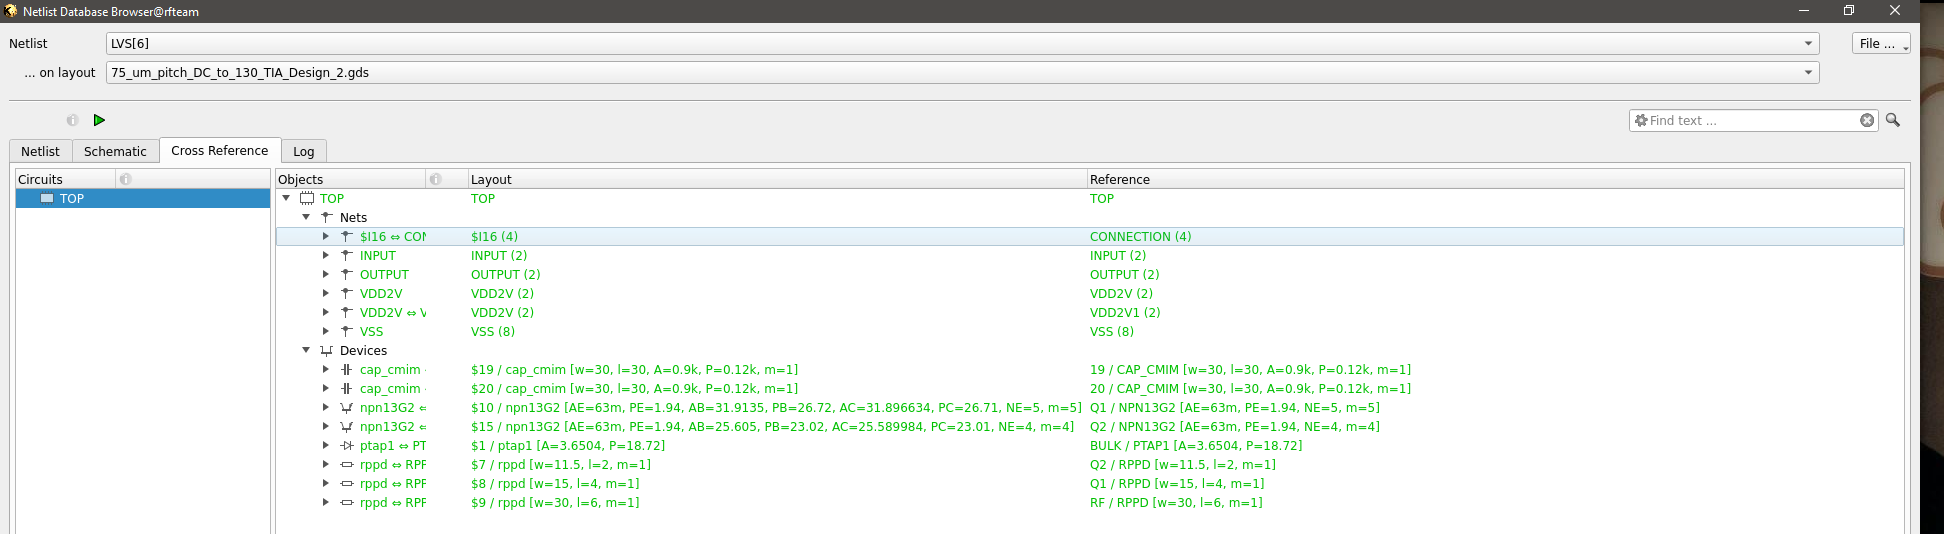 Netlist Database Browser@rfteam
Netlist LVS[6] File ...
... on layout 75_um_pitch_DC_to_130_TIA_Design_2.gds
Find text ...
Netlist Schematic Cross Reference Log
Circuits Objects Layout Reference
TOP TOP TOP TOP
Nets
$I16 ⇔ CON $I16 (4) CONNECTION (4)
INPUT INPUT (2) INPUT (2)
OUTPUT OUTPUT (2) OUTPUT (2)
VDD2V VDD2V (2) VDD2V (2)
VDD2V ⇔ V VDD2V (2) VDD2V1 (2)
VSS VSS (8) VSS (8)
Devices
cap_cmim $19 / cap_cmim [w=30, l=30, A=0.9k, P=0.12k, m=1] 19 / CAP_CMIM [w=30, l=30, A=0.9k, P=0.12k, m=1]
cap_cmim $20 / cap_cmim [w=30, l=30, A=0.9k, P=0.12k, m=1] 20 / CAP_CMIM [w=30, l=30, A=0.9k, P=0.12k, m=1]
npn13G2 ⇔ $10 / npn13G2 [AE=63m, PE=1.94, AB=31.9135, PB=26.72, AC=31.896634, PC=26.71, NE=5, m=5] Q1 / NPN13G2 [AE=63m, PE=1.94, NE=5, m=5]
npn13G2 ⇔ $15 / npn13G2 [AE=63m, PE=1.94, AB=25.605, PB=23.02, AC=25.589984, PC=23.01, NE=4, m=4] Q2 / NPN13G2 [AE=63m, PE=1.94, NE=4, m=4]
ptap1 ⇔ PT $1 / ptap1 [A=3.6504, P=18.72] BULK / PTAP1 [A=3.6504, P=18.72]
rppd ⇔ RPP $7 / rppd [w=11.5, l=2, m=1] Q2 / RPPD [w=11.5, l=2, m=1]
rppd ⇔ RPP $8 / rppd [w=15, l=4, m=1] Q1 / RPPD [w=15, l=4, m=1]
rppd ⇔ RPP $9 / rppd [w=30, l=6, m=1] RF / RPPD [w=30, l=6, m=1]